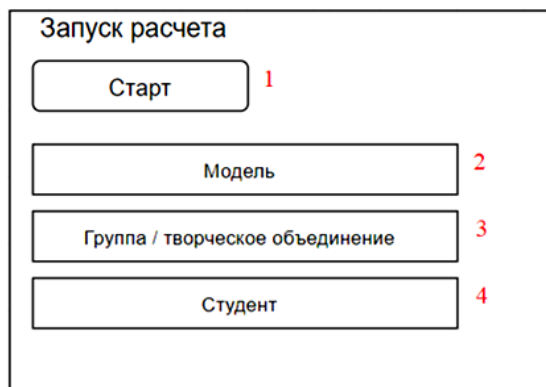 Запуск расчета
Старт 1
Модель 2
Группа / творческое объединение 3
Студент 4